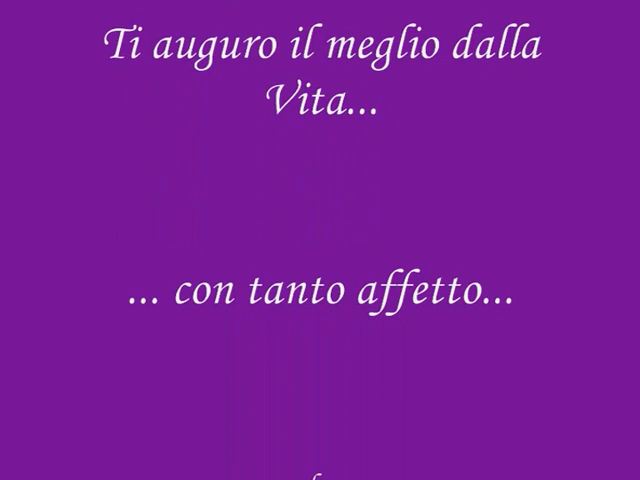 Ti auguro il meglio dalla
Vita...
... con tanto affetto...